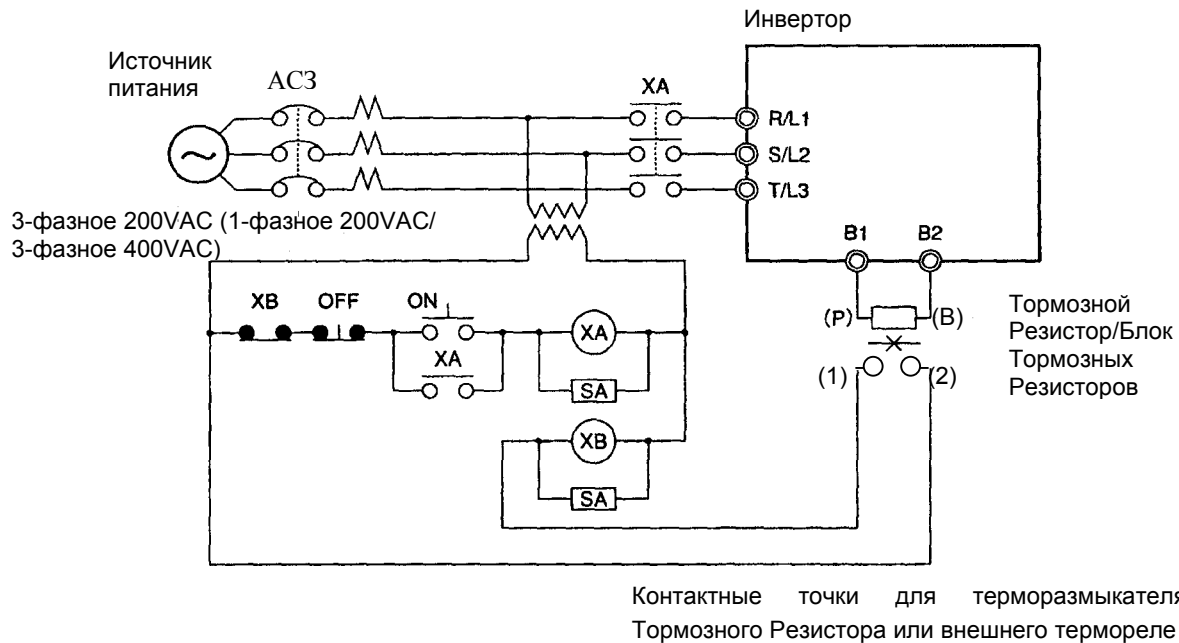 Инвертор
Источник
питания
АСЗ
XA
R/L1
S/L2
T/L3
3-фазное 200VAC (1-фазное 200VAC/
3-фазное 400VAC)
B1 B2
XB OFF ON
XA
XA
SA
(P) (B)
Тормозной
Резистор/Блок
Тормозных
Резисторов
(1) (2)
XB
SA
Контактные точки для терморазмыкателя
Тормозного Резистора или внешнего термореле